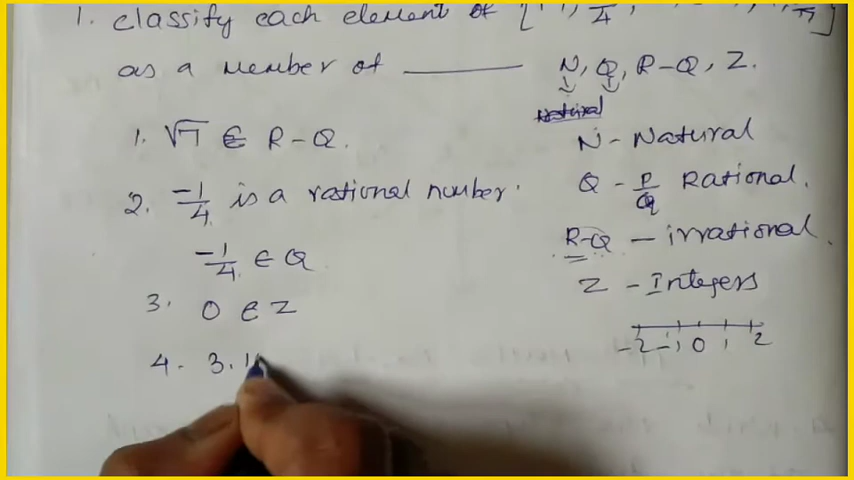 1. classify each element of
as a member of ______ N, Q, R-Q, Z.
Natural
1. √7 ∈ R-Q.
N - Natural
2. -1/4 is a rational number.
Q - P/Q Rational.
-1/4 ∈ Q
R-Q - irrational
3. 0 ∈ Z
Z - Integers
-2 -1 0 1 2
4. 3.1